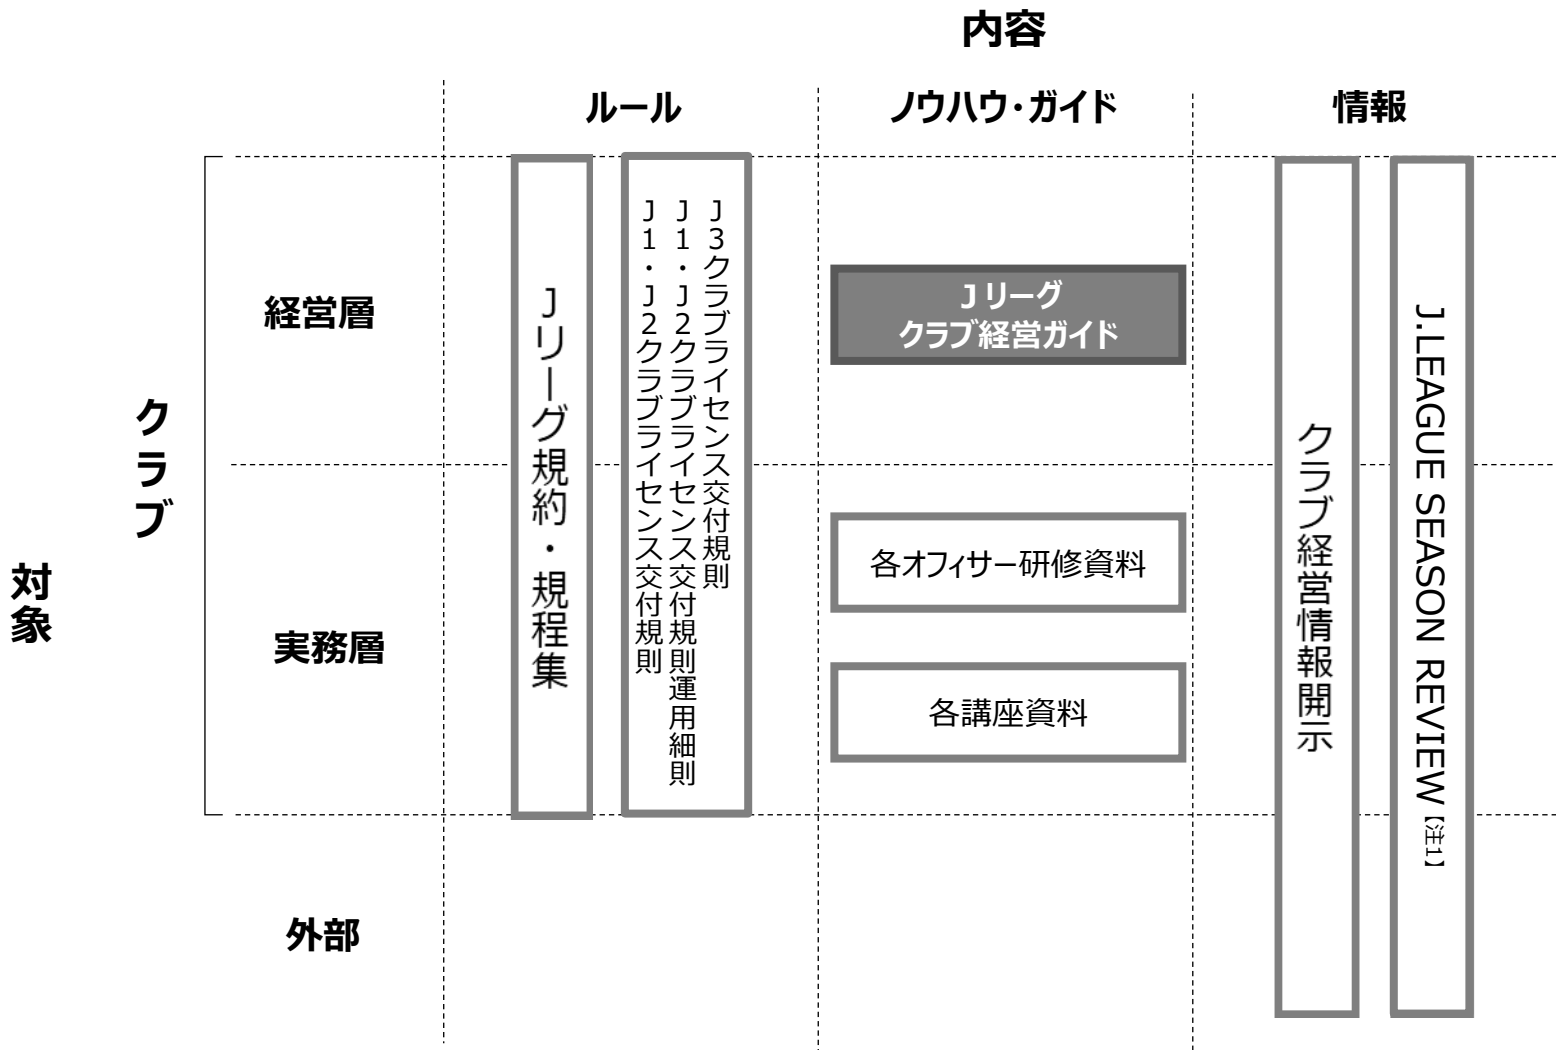 内容
ルール
ノウハウ・ガイド
情報
対象
クラブ
経営層
実務層
外部
Jリーグ規約・規程集
J3クラブライセンス交付規則
J1・J2クラブライセンス交付規則運用細則
J1・J2クラブライセンス交付規則
Jリーグ
クラブ経営ガイド
各オフィサー研修資料
各講座資料
クラブ経営情報開示
J.LEAGUE SEASON REVIEW【注1】